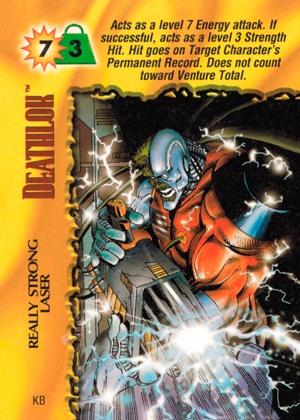 7 3
Acts as a level 7 Energy attack. If
successful, acts as a level 3 Strength
Hit. Hit goes on Target Character's
Permanent Record. Does not count
toward Venture Total.
DEATHLOK™
REALLY STRONG
LASER
KB